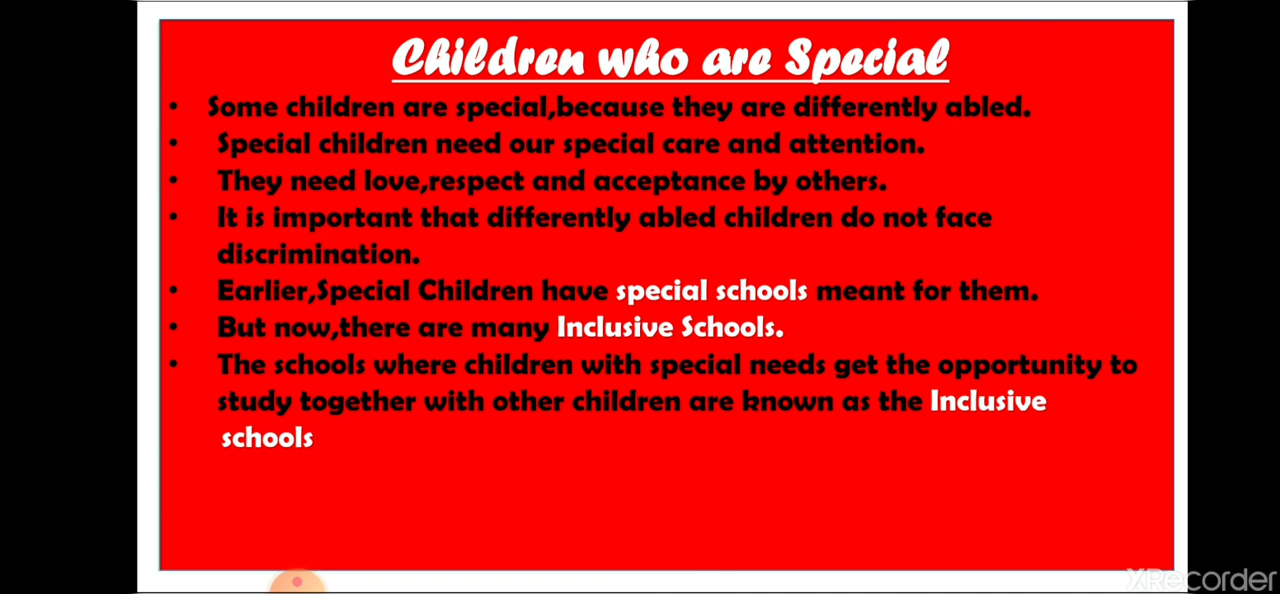 Children who are Special
• Some children are special,because they are differently abled.
• Special children need our special care and attention.
• They need love,respect and acceptance by others.
• It is important that differently abled children do not face
discrimination.
• Earlier,Special Children have special schools meant for them.
• But now,there are many Inclusive Schools.
• The schools where children with special needs get the opportunity to
study together with other children are known as the Inclusive
schools
XRecorder